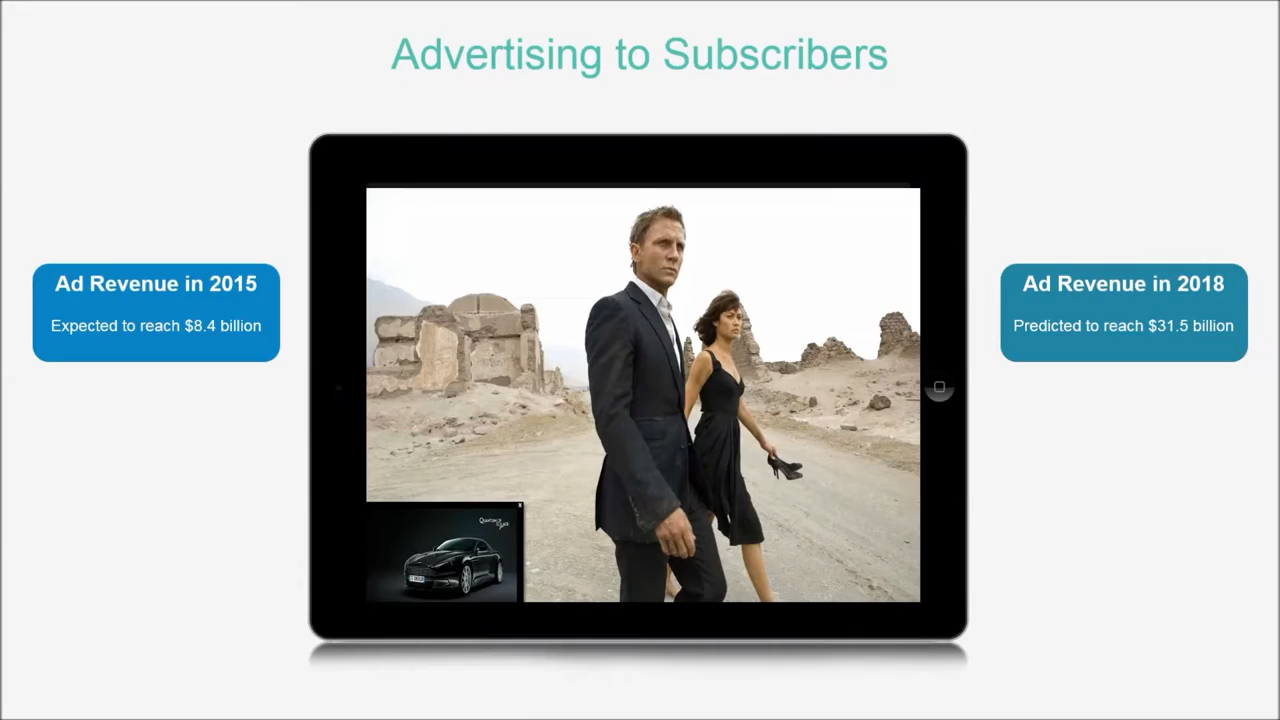 Advertising to Subscribers
Ad Revenue in 2015
Expected to reach $8.4 billion
Ad Revenue in 2018
Predicted to reach $31.5 billion
x